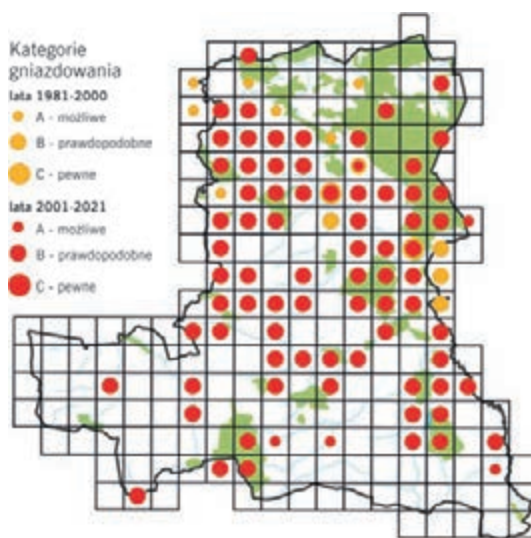 Kategorie
gniazdowania
lata 1981-2000
A - możliwe
B - prawdopodobne
C - pewne
lata 2001-2021
A - możliwe
B - prawdopodobne
C - pewne